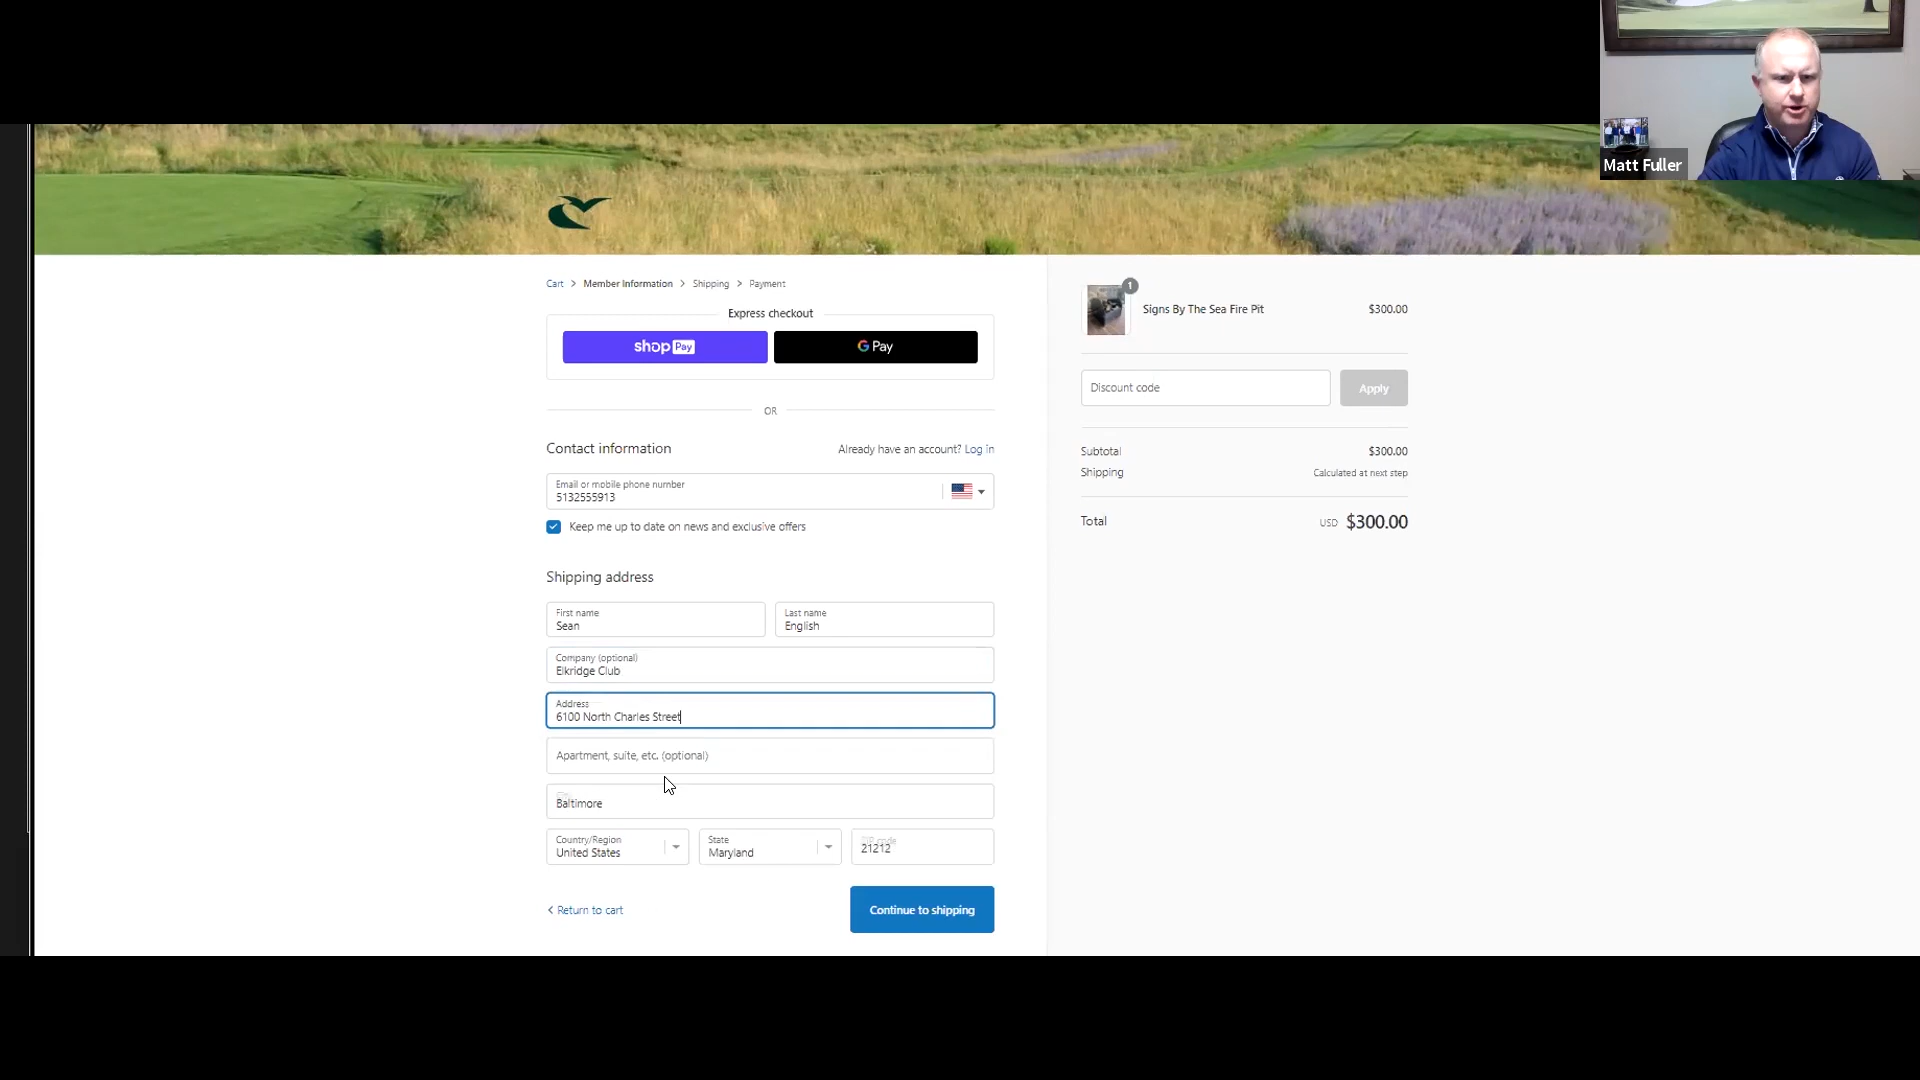 Matt Fuller
Cart > Member Information > Shipping > Payment
Express checkout
shop Pay
G Pay
OR
Contact information
Already have an account? Log in
Email or mobile phone number
5132555913
Keep me up to date on news and exclusive offers
Shipping address
First name
Sean
Last name
English
Company (optional)
Elkridge Club
Address
6100 North Charles Street
Apartment, suite, etc. (optional)
Baltimore
Country/Region
United States
State
Maryland
ZIP code
21212
< Return to cart
Continue to shipping
1
Signs By The Sea Fire Pit
$300.00
Discount code
Apply
Subtotal
$300.00
Shipping
Calculated at next step
Total
USD $300.00